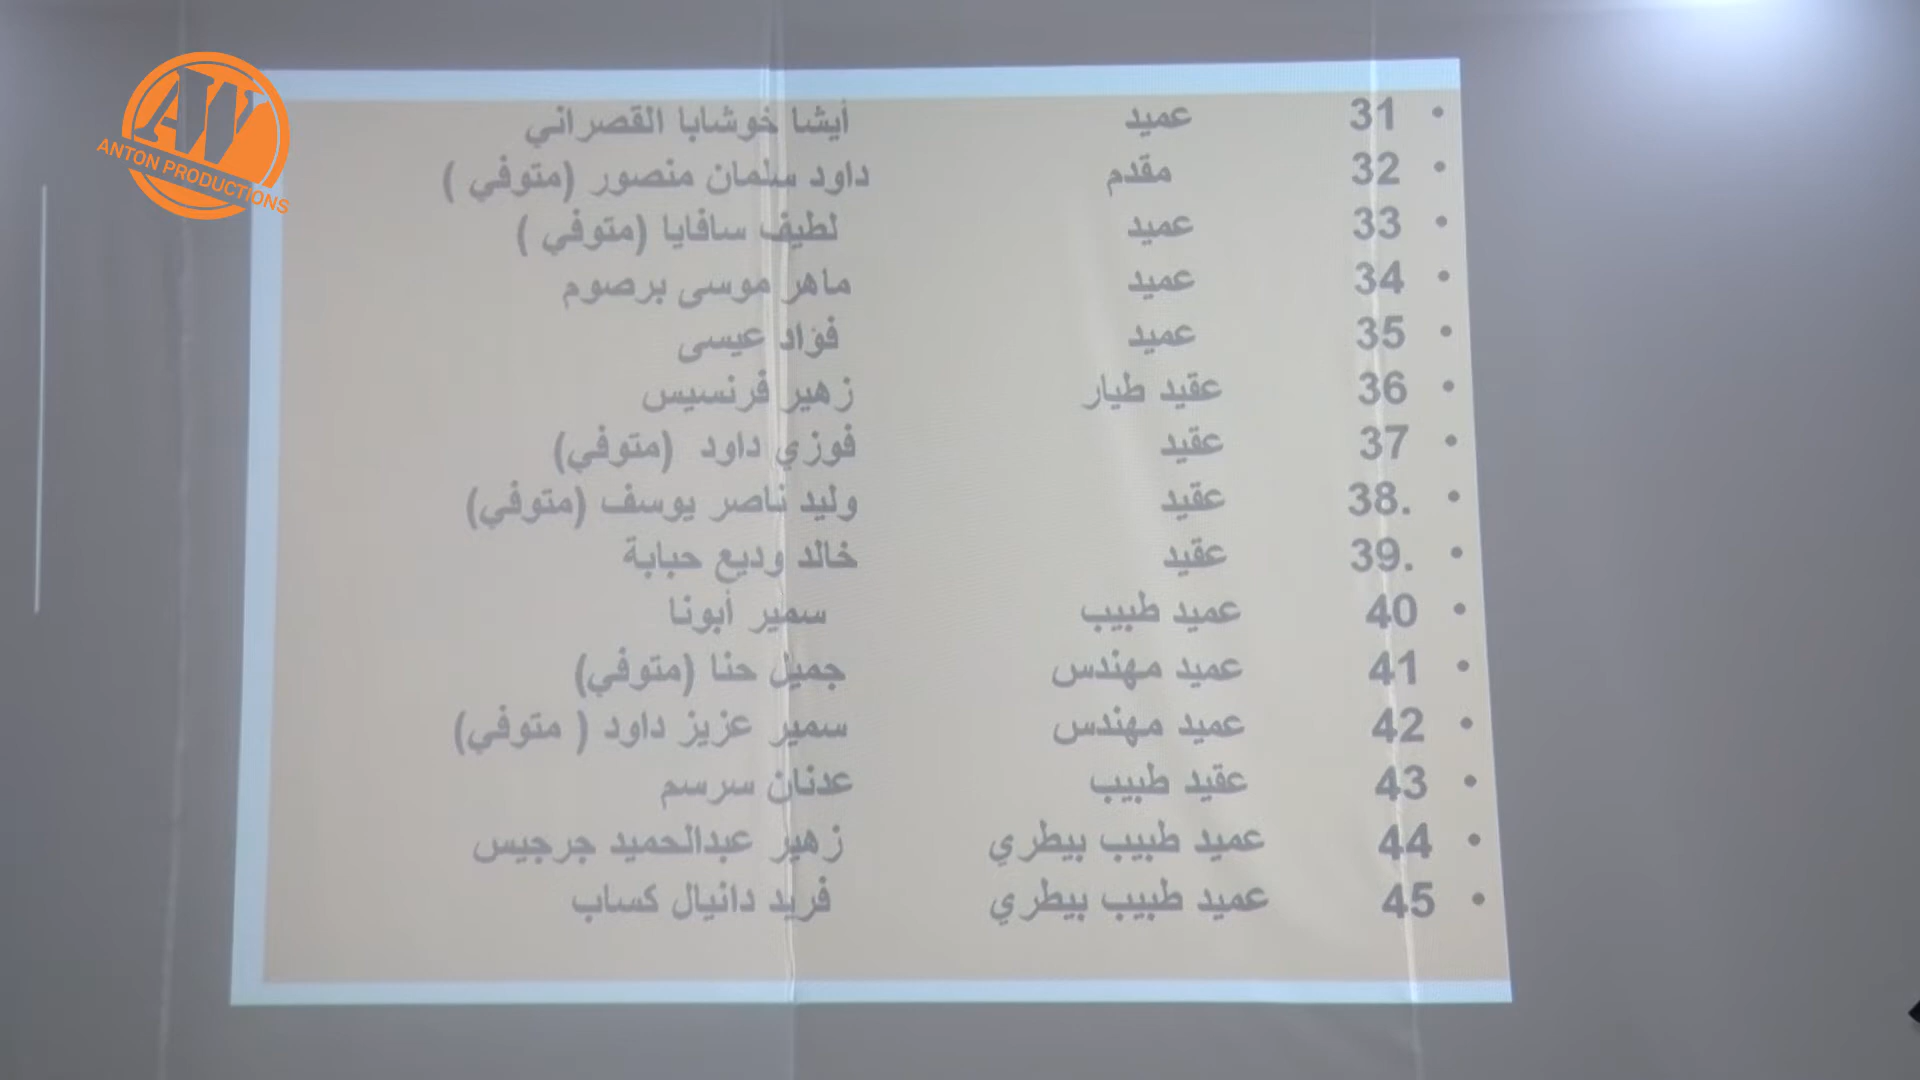 AW
ANTON PRODUCTIONS
• 31 عميد أيشا خوشابا القصراني
• 32 مقدم داود سلمان منصور (متوفي )
• 33 عميد لطيف سافايا (متوفي )
• 34 عميد ماهر موسى برصوم
• 35 عميد فؤاد عيسى
• 36 عقيد طيار زهير فرنسيس
• 37 عقيد فوزي داود (متوفي)
• 38. عقيد وليد ناصر يوسف (متوفي)
• 39. عقيد خالد وديع حبابة
• 40 عميد طبيب سمير أبونا
• 41 عميد مهندس جميل حنا (متوفي)
• 42 عميد مهندس سمير عزيز داود ( متوفي)
• 43 عقيد طبيب عدنان سرسم
• 44 عميد طبيب بيطري زهير عبدالحميد جرجيس
• 45 عميد طبيب بيطري فريد دانيال كساب